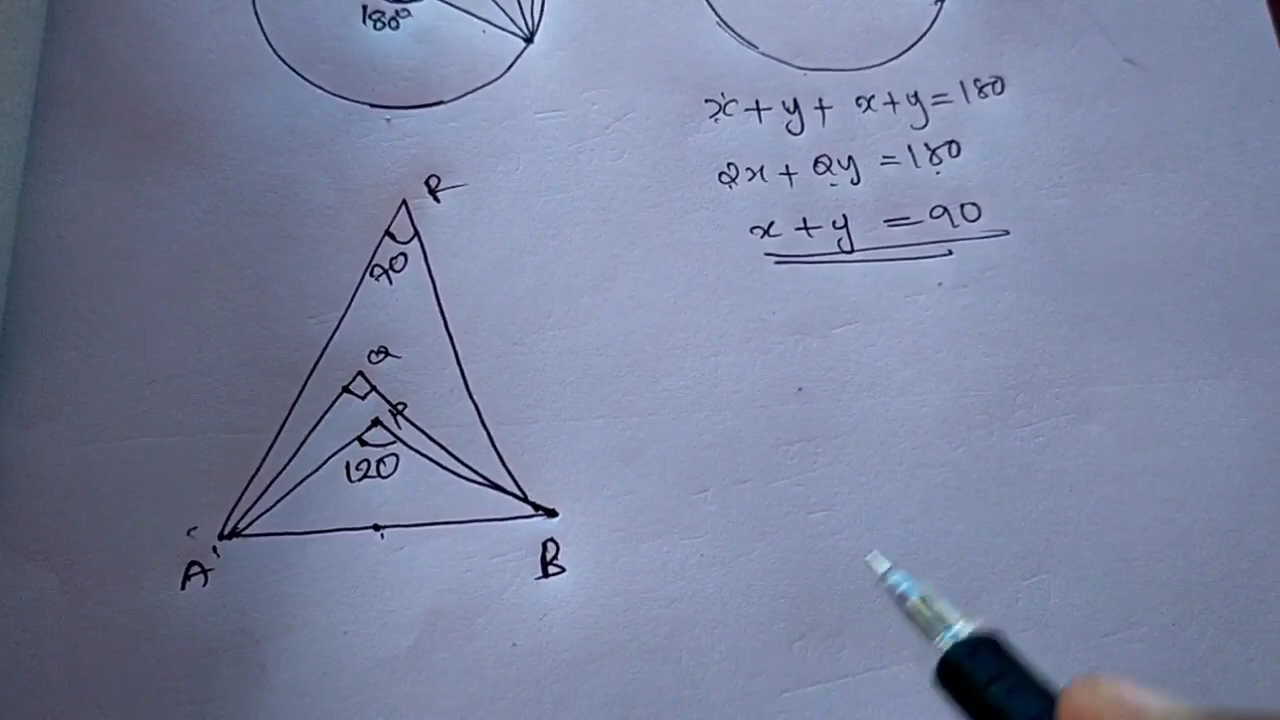 180°
x+y+ x+y=180
2x+2y =180
x+y =90
R
70
Q
P
120
A
B